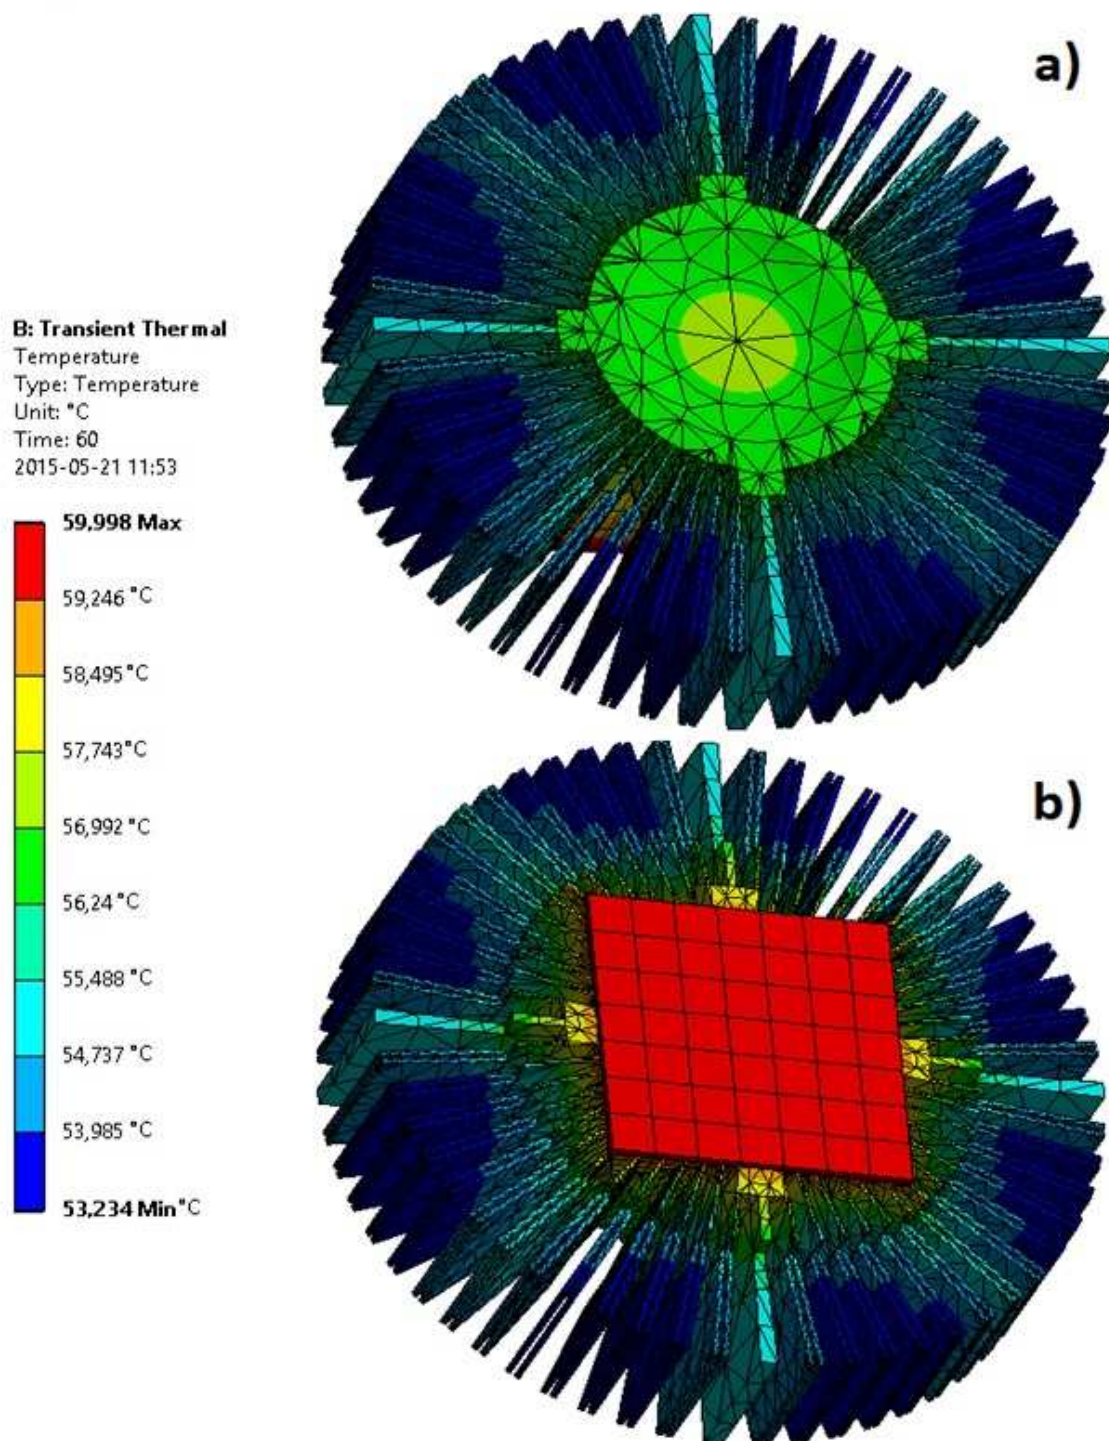 a)
B: Transient Thermal
Temperature
Type: Temperature
Unit: °C
Time: 60
2015-05-21 11:53
59,998 Max
59,246 °C
58,495 °C
57,743°C
56,992 °C
56,24 °C
55,488 °C
54,737 °C
53,985 °C
53,234 Min°C
b)